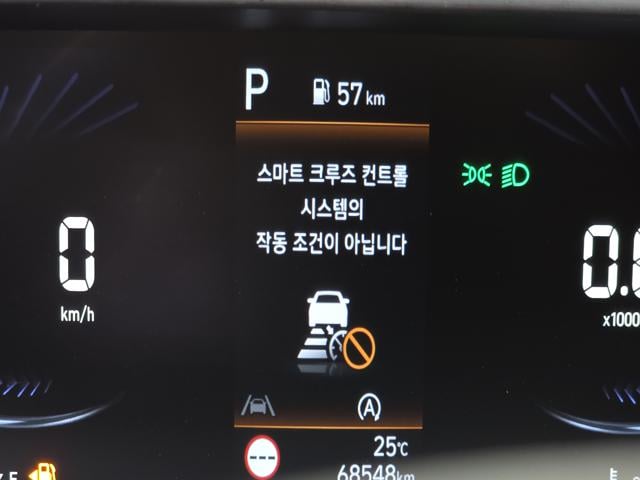 P 57 km
스마트 크루즈 컨트롤
시스템의
작동 조건이 아닙니다
0
km/h
0.
x1000
A
25℃
68548km
E